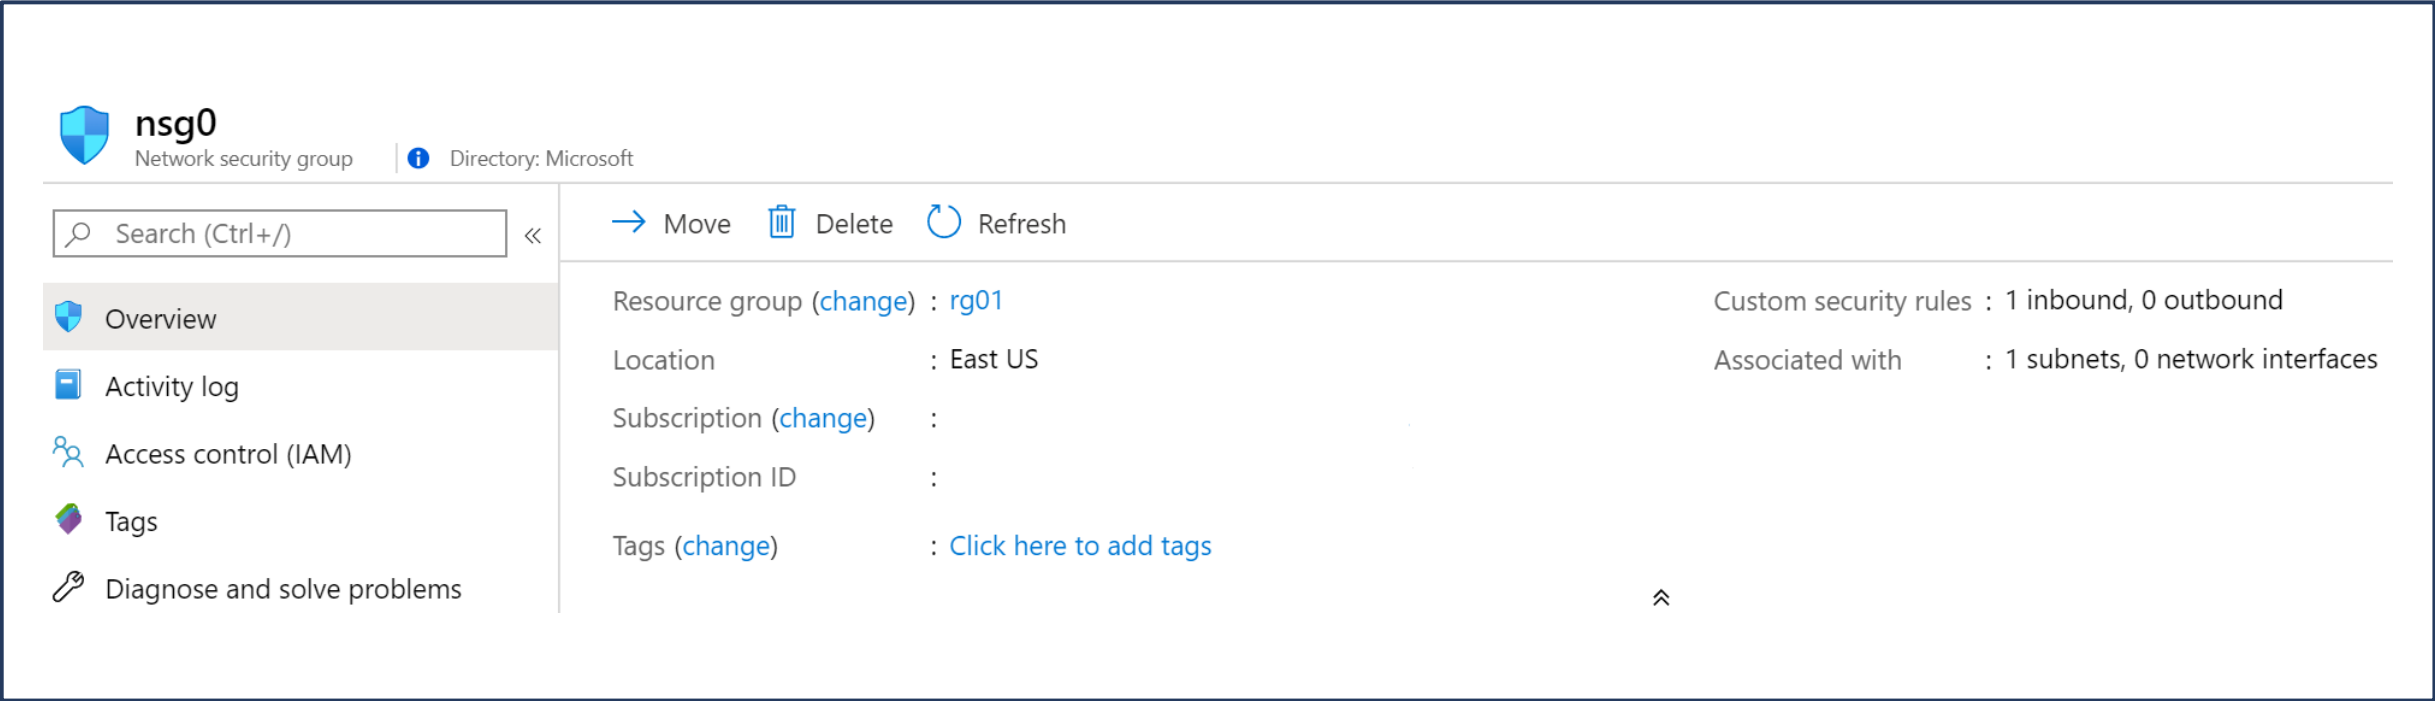 nsg0
Network security group
Directory: Microsoft
Search (Ctrl+/)
«
Move
Delete
Refresh
Overview
Activity log
Access control (IAM)
Tags
Diagnose and solve problems
Resource group (change) : rg01
Location : East US
Subscription (change) :
Subscription ID :
Tags (change) : Click here to add tags
Custom security rules : 1 inbound, 0 outbound
Associated with : 1 subnets, 0 network interfaces